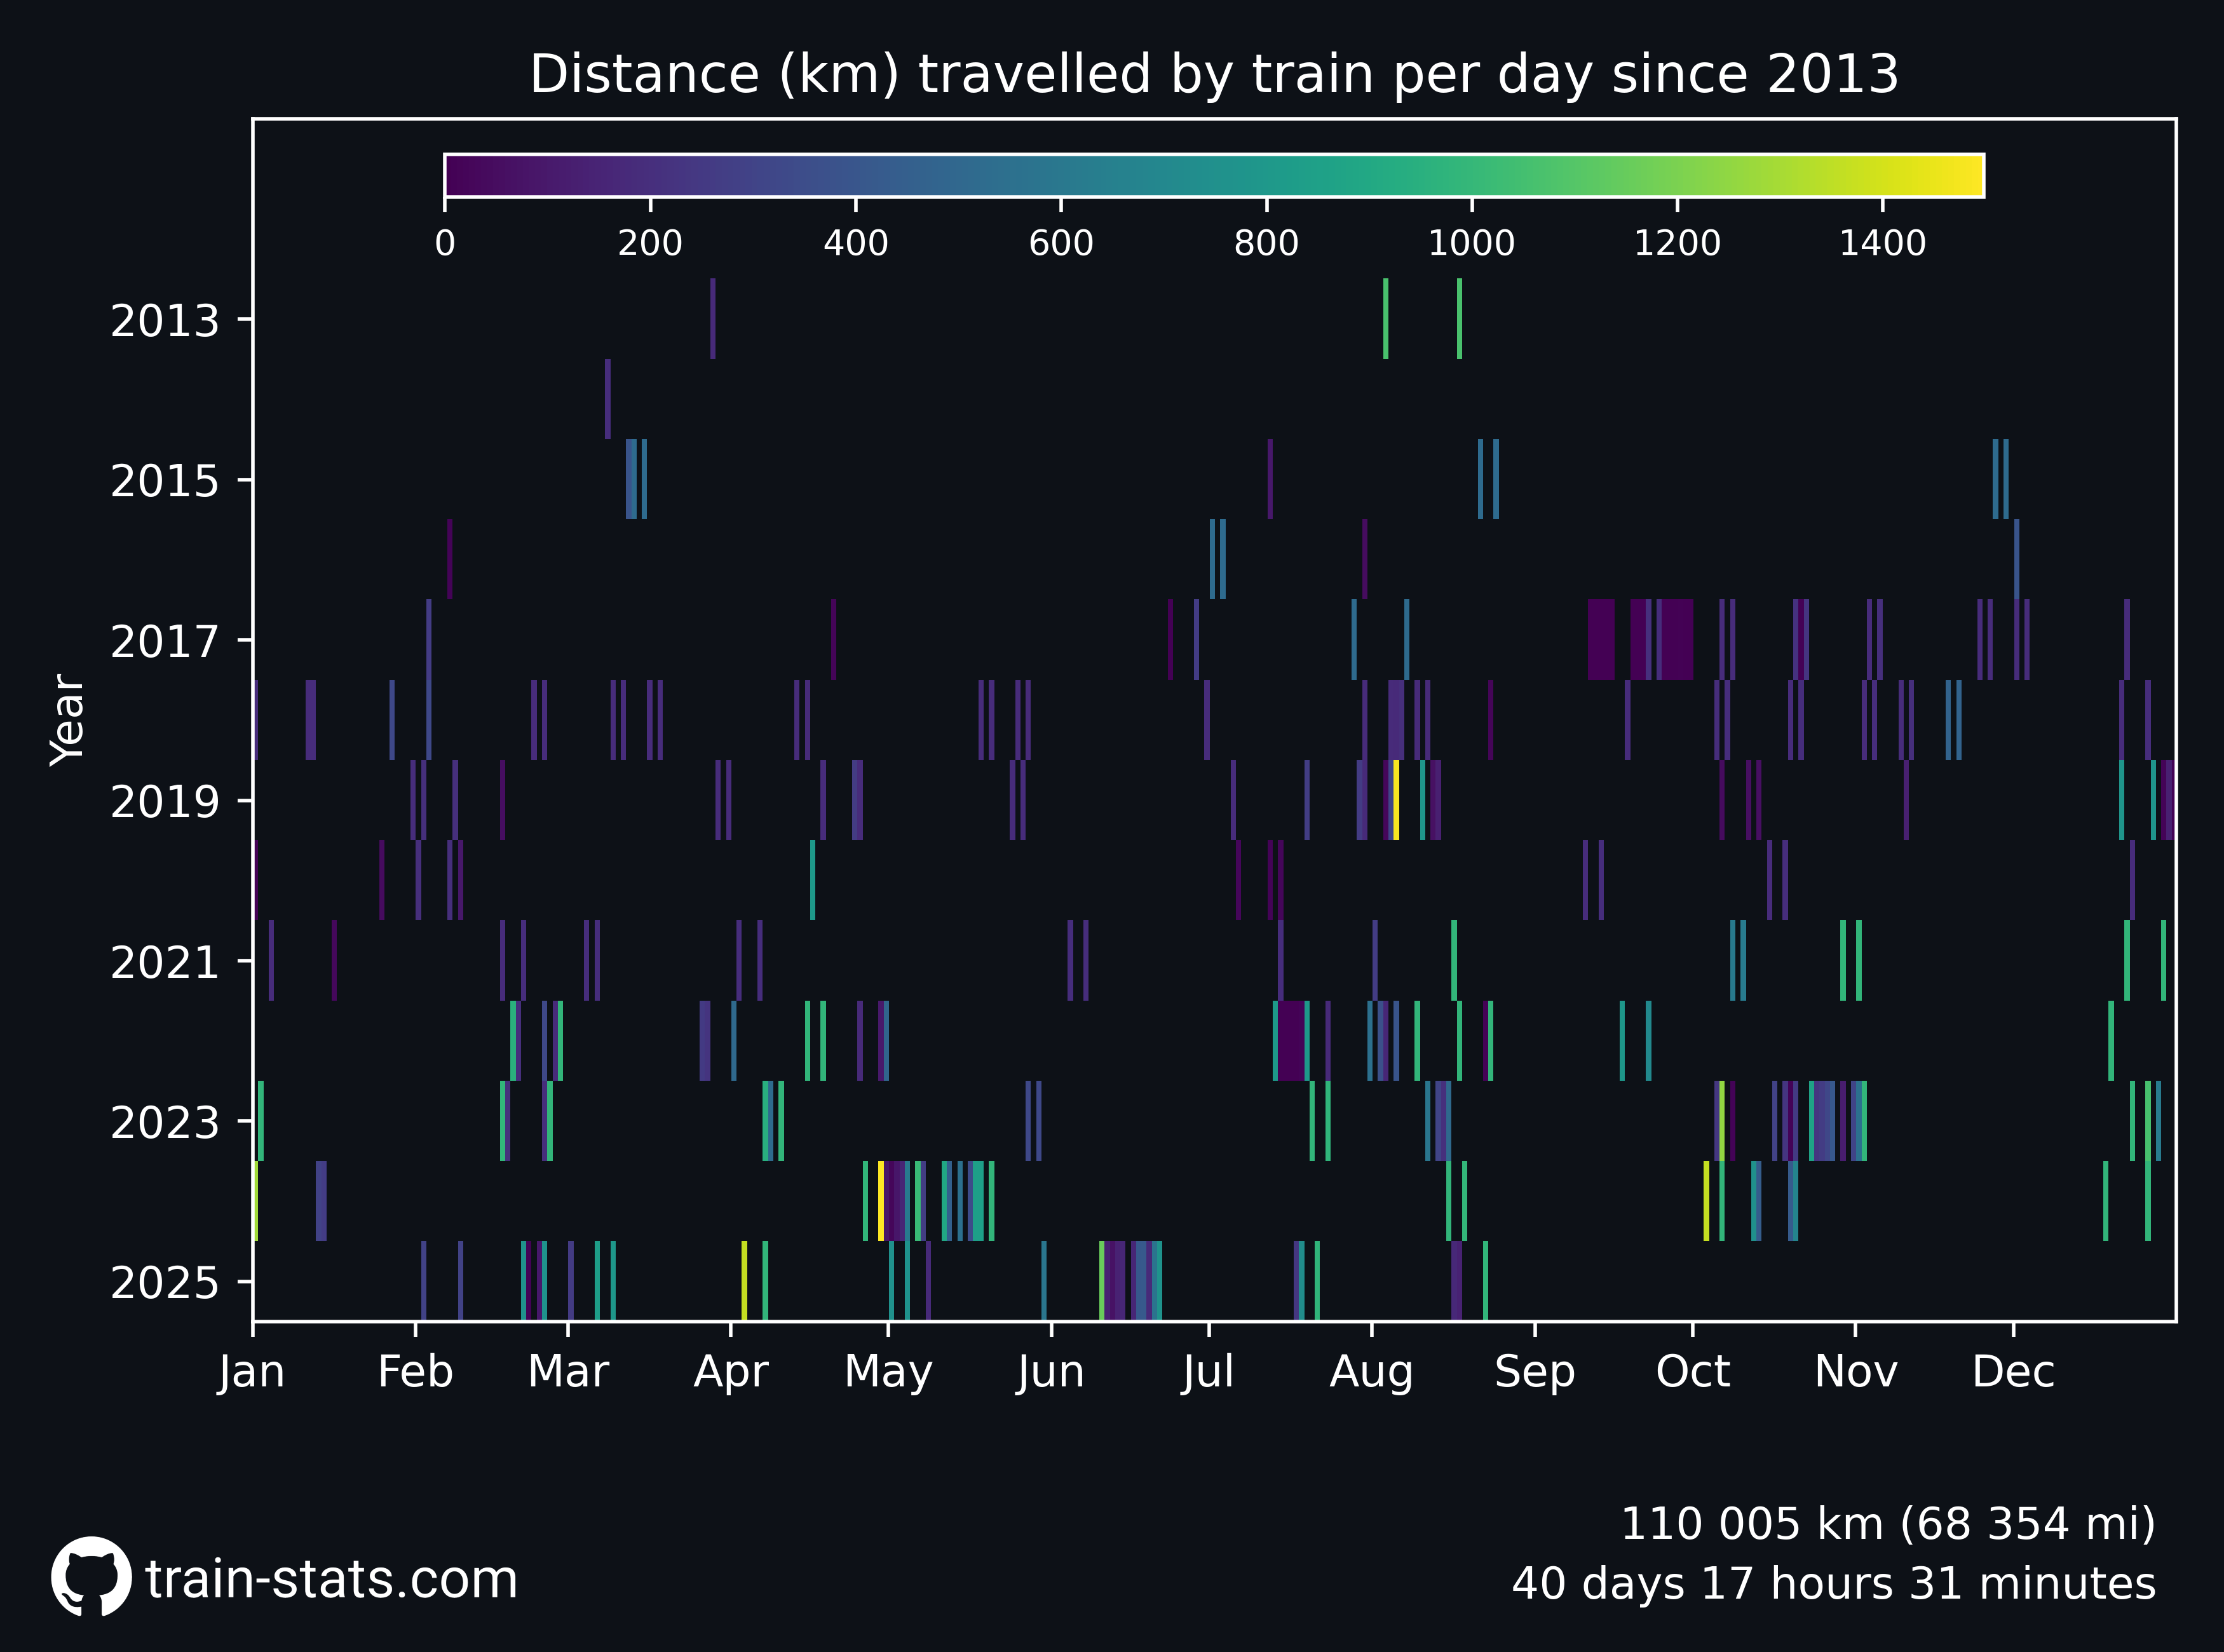 Distance (km) travelled by train per day since 2013
0 200 400 600 800 1000 1200 1400
Year
2013
2015
2017
2019
2021
2023
2025
Jan Feb Mar Apr May Jun Jul Aug Sep Oct Nov Dec
110 005 km (68 354 mi)
40 days 17 hours 31 minutes
train-stats.com